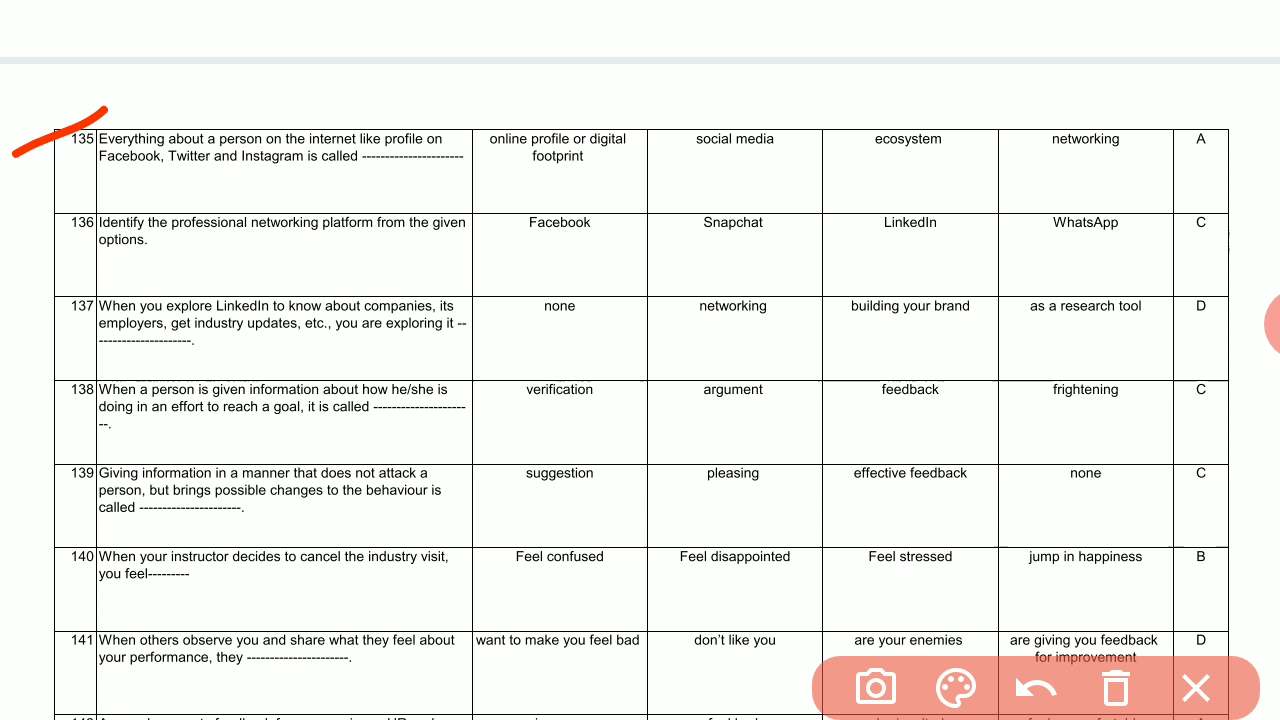 135 Everything about a person on the internet like profile on online profile or digital social media ecosystem networking A
Facebook, Twitter and Instagram is called ---------------------- footprint
136 Identify the professional networking platform from the given Facebook Snapchat LinkedIn WhatsApp C
options.
137 When you explore LinkedIn to know about companies, its none networking building your brand as a research tool D
employers, get industry updates, etc., you are exploring it --
--------------------.
138 When a person is given information about how he/she is verification argument feedback frightening C
doing in an effort to reach a goal, it is called --------------------
--.
139 Giving information in a manner that does not attack a suggestion pleasing effective feedback none C
person, but brings possible changes to the behaviour is
called ----------------------.
140 When your instructor decides to cancel the industry visit, Feel confused Feel disappointed Feel stressed jump in happiness B
you feel---------
141 When others observe you and share what they feel about want to make you feel bad don't like you are your enemies are giving you feedback D
your performance, they ----------------------. for improvement